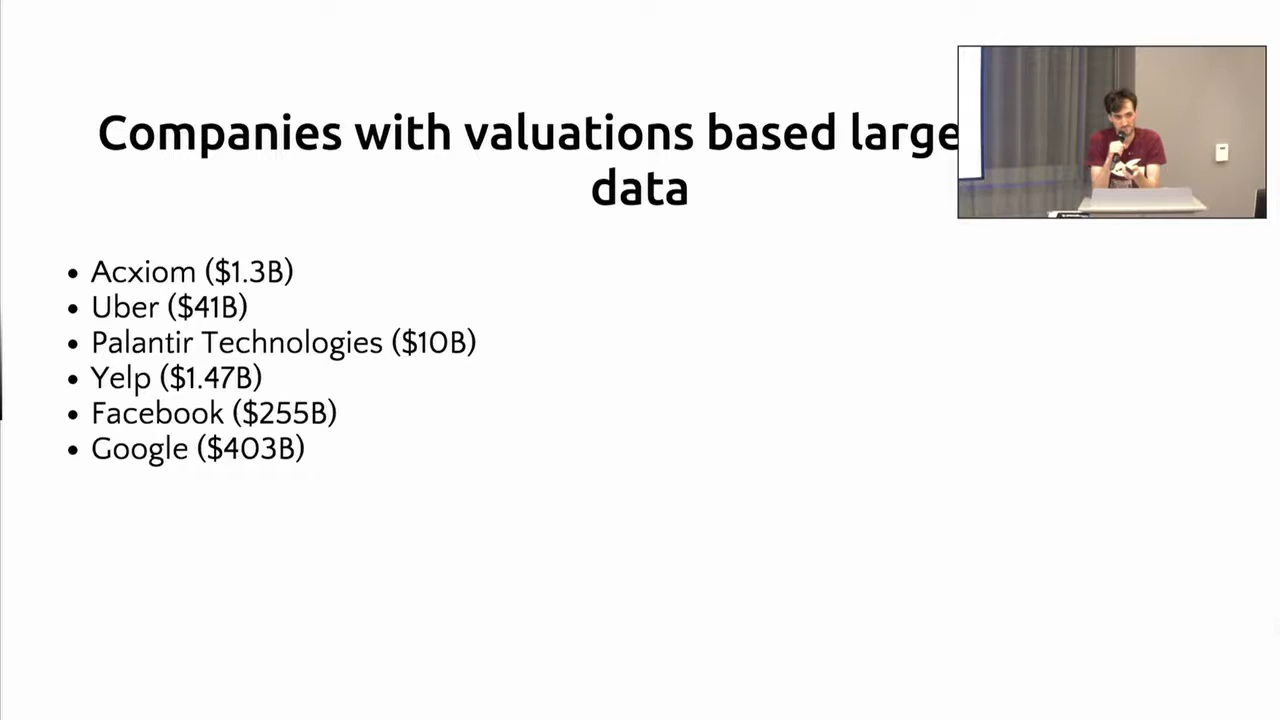 Companies with valuations based large
data
• Acxiom ($1.3B)
• Uber ($41B)
• Palantir Technologies ($10B)
• Yelp ($1.47B)
• Facebook ($255B)
• Google ($403B)